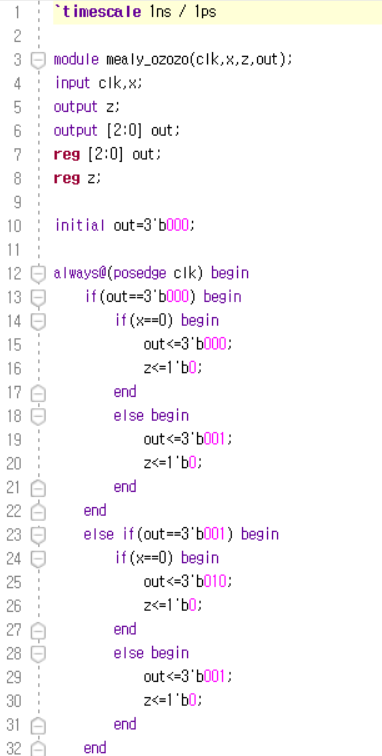 1 `timescale 1ns / 1ps
2
3 module mealy_ozozo(clk,x,z,out);
4 input clk,x;
5 output z;
6 output [2:0] out;
7 reg [2:0] out;
8 reg z;
9
10 initial out=3'b000;
11
12 always@(posedge clk) begin
13 if(out==3'b000) begin
14 if(x==0) begin
15 out<=3'b000;
16 z<=1'b0;
17 end
18 else begin
19 out<=3'b001;
20 z<=1'b0;
21 end
22 end
23 else if(out==3'b001) begin
24 if(x==0) begin
25 out<=3'b010;
26 z<=1'b0;
27 end
28 else begin
29 out<=3'b001;
30 z<=1'b0;
31 end
32 end